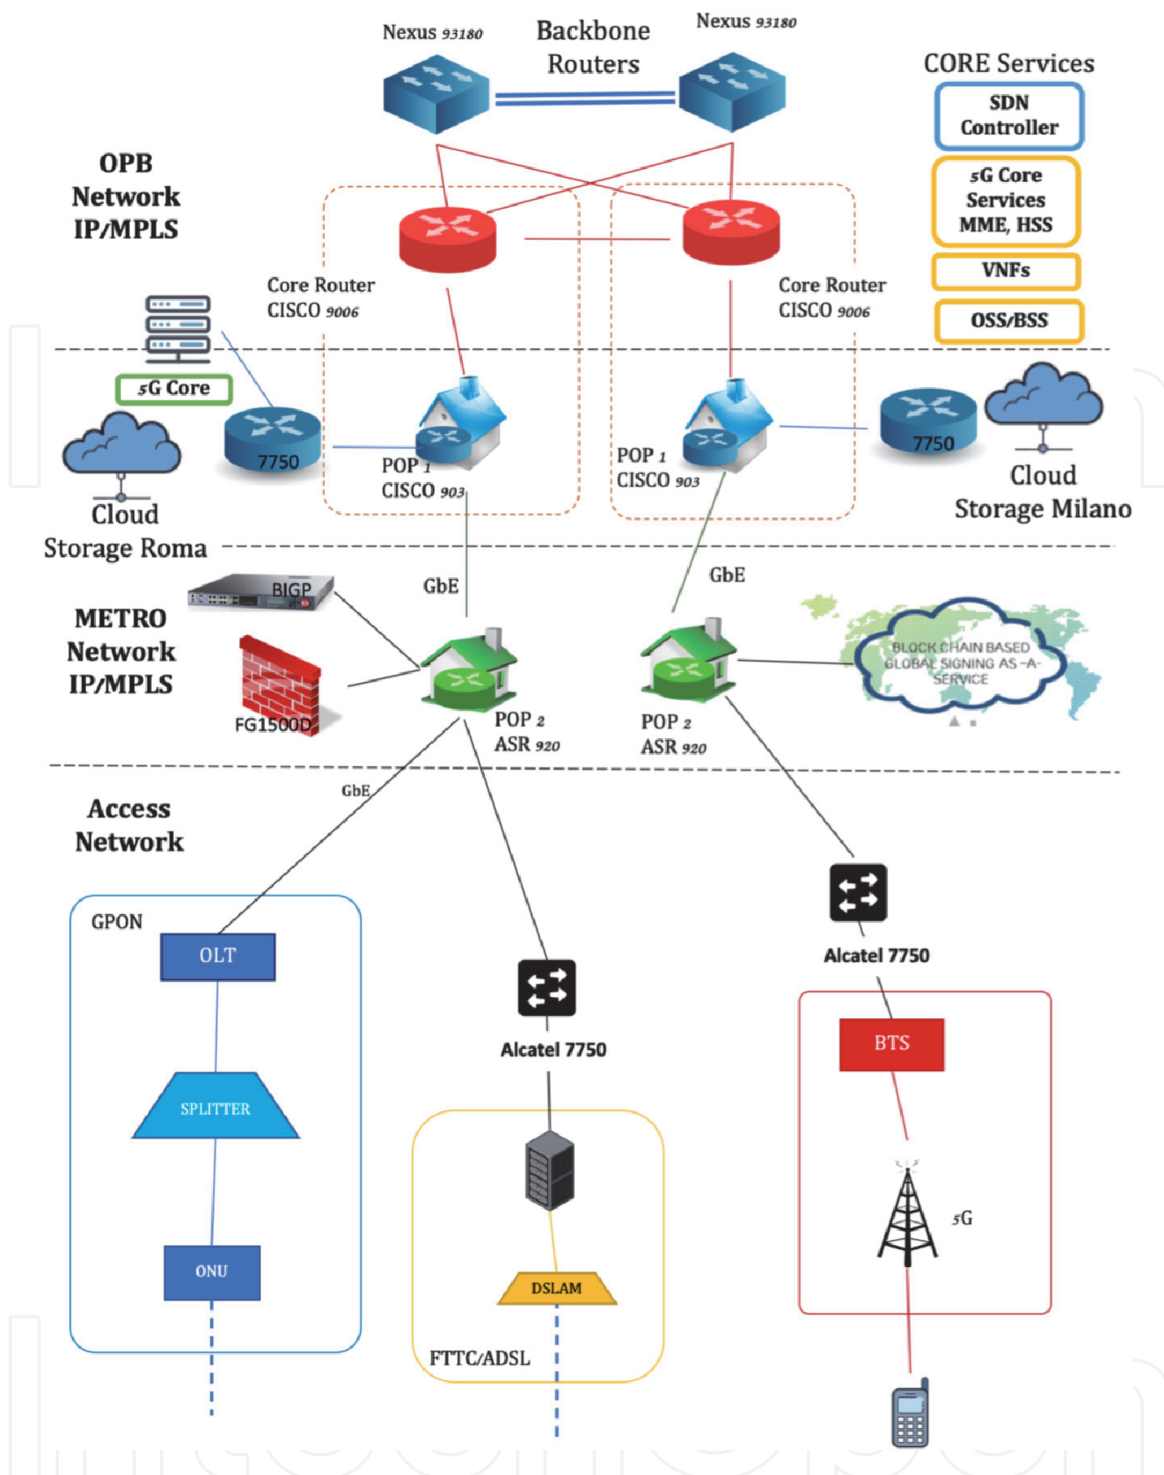 Nexus 93180
Backbone
Routers
Nexus 93180
CORE Services
SDN
Controller
OPB
Network
IP/MPLS
5G Core
Services
MME, HSS
VNFs
OSS/BSS
Core Router
CISCO 9006
Core Router
CISCO 9006
5G Core
7750
POP 1
CISCO 903
POP 1
CISCO 903
7750
Cloud
Storage Roma
Cloud
Storage Milano
METRO
Network
IP/MPLS
BIGP
FG1500D
GbE
GbE
POP 2
ASR 920
POP 2
ASR 920
BLOCK CHAIN BASED
GLOBAL SIGNING AS -A-
SERVICE
Access
Network
GbE
GPON
OLT
SPLITTER
ONU
Alcatel 7750
DSLAM
FTTC/ADSL
Alcatel 7750
BTS
5G